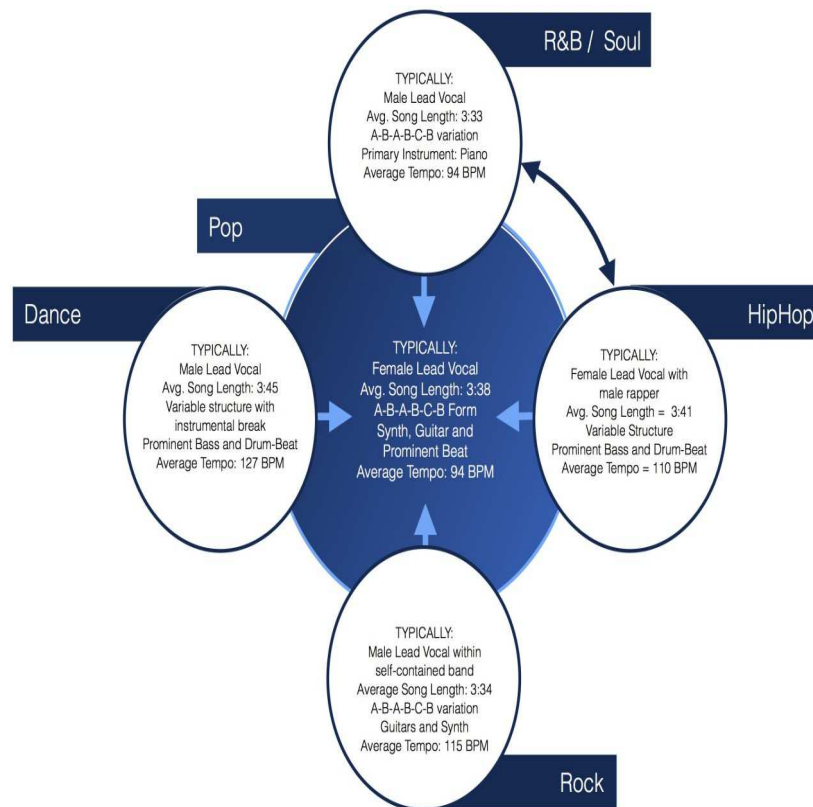 R&B / Soul
TYPICALLY:
Male Lead Vocal
Avg. Song Length: 3:33
A-B-A-B-C-B variation
Primary Instrument: Piano
Average Tempo: 94 BPM
Pop
TYPICALLY:
Female Lead Vocal
Avg. Song Length: 3:38
A-B-A-B-C-B Form
Synth, Guitar and
Prominent Beat
Average Tempo: 94 BPM
Dance
TYPICALLY:
Male Lead Vocal
Avg. Song Length: 3:45
Variable structure with
instrumental break
Prominent Bass and Drum-Beat
Average Tempo: 127 BPM
HipHop
TYPICALLY:
Female Lead Vocal with
male rapper
Avg. Song Length = 3:41
Variable Structure
Prominent Bass and Drum-Beat
Average Tempo = 110 BPM
TYPICALLY:
Male Lead Vocal within
self-contained band
Average Song Length: 3:34
A-B-A-B-C-B variation
Guitars and Synth
Average Tempo: 115 BPM
Rock